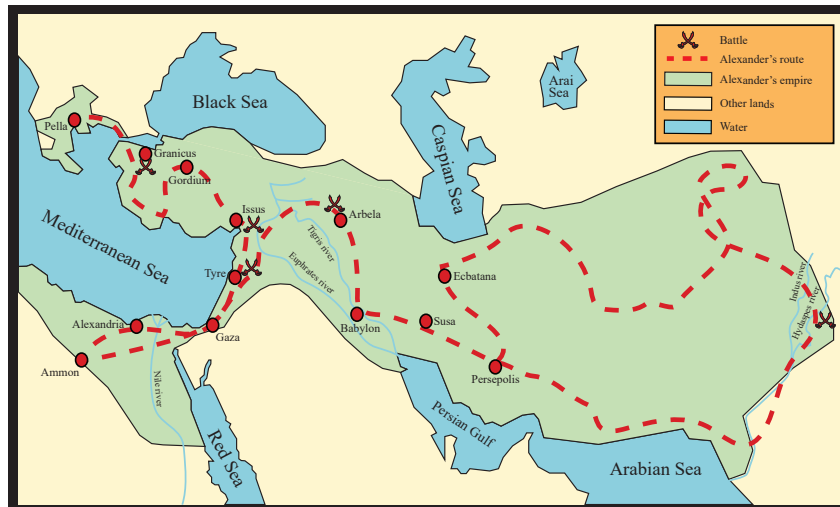 Battle
Alexander's route
Alexander's empire
Other lands
Water
Arai
Sea
Black Sea
Caspian Sea
Pella
Granicus
Gordium
Mediterranean Sea
Issus
Arbela
Tigris river
Euphrates river
Tyre
Ecbatana
Indus river
Hydaspes river
Alexandria
Gaza
Babylon
Susa
Ammon
Nile river
Persepolis
Red Sea
Persian Gulf
Arabian Sea